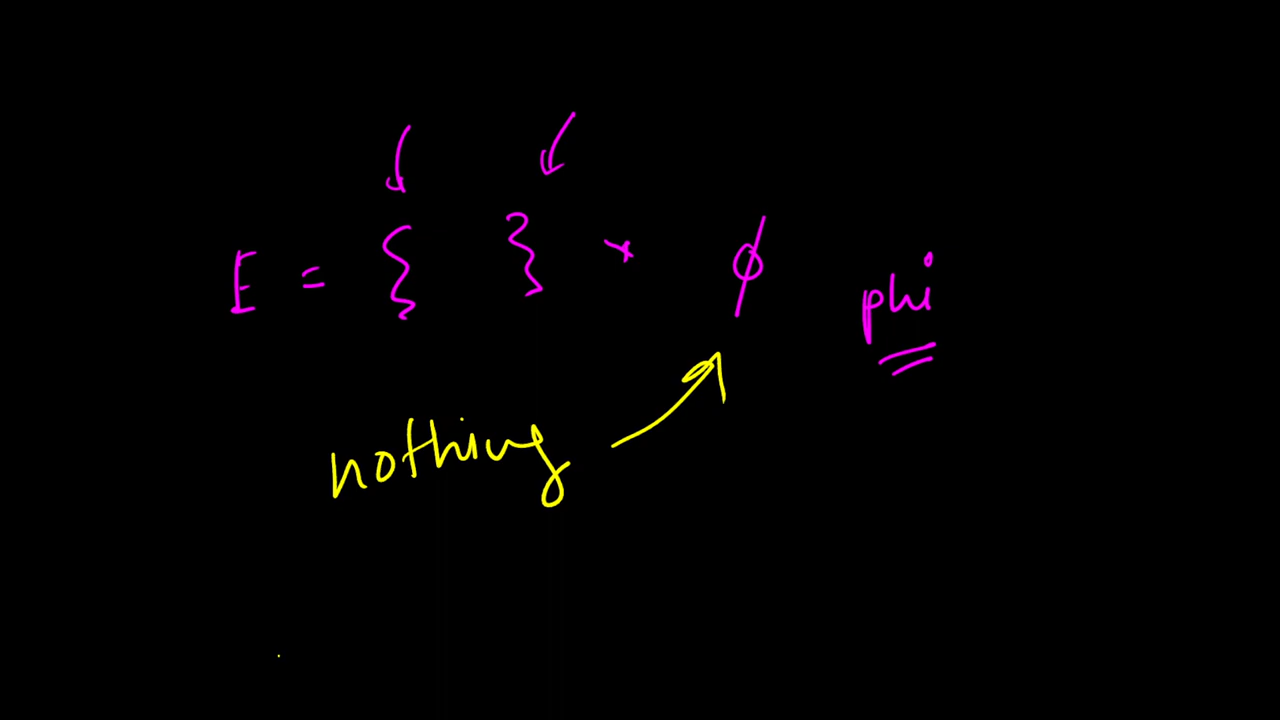 E = { } * ϕ phi
nothing